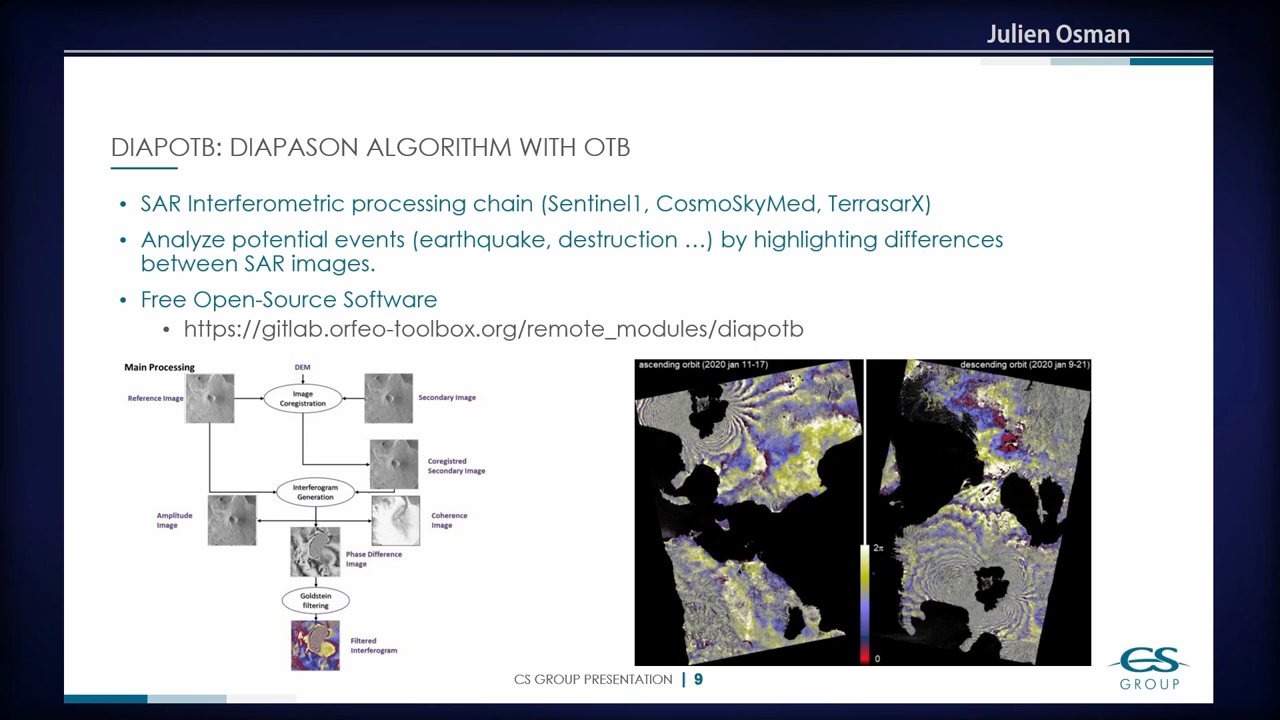 Julien Osman
DIAPOTB: DIAPASON ALGORITHM WITH OTB
• SAR Interferometric processing chain (Sentinel1, CosmoSkyMed, TerrasarX)
• Analyze potential events (earthquake, destruction ...) by highlighting differences
between SAR images.
• Free Open-Source Software
• https://gitlab.orfeo-toolbox.org/remote_modules/diapotb
Main Processing
DEM
Reference Image
Image
Coregistration
Secondary Image
Coregistred
Secondary Image
Interferogram
Generation
Amplitude
Image
Coherence
Image
Phase Difference
Image
Goldstein
filtering
Filtered
Interferogram
ascending orbit (2020 jan 11-17)
descending orbit (2020 jan 9-21)
2π
0
CS GROUP PRESENTATION | 9
CS
GROUP